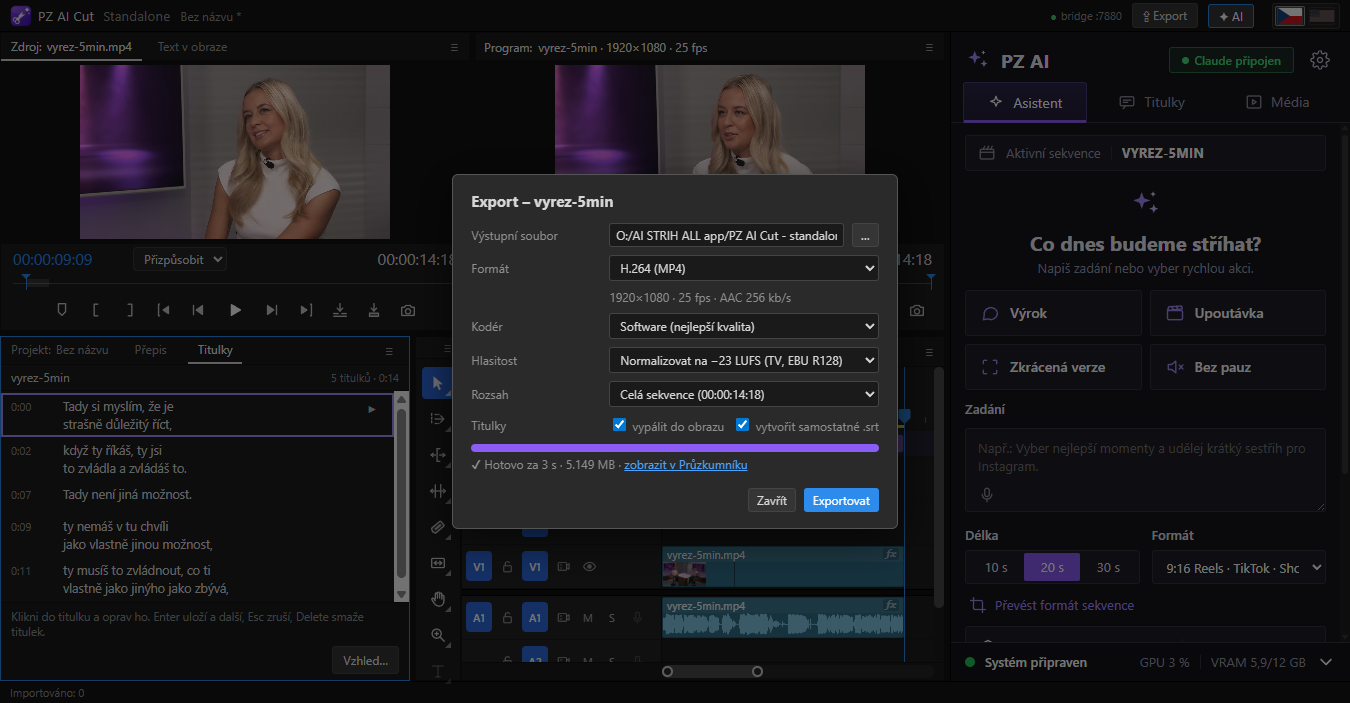 PZ AI Cut Standalone Bez názvu *
bridge :7880 Export AI
Zdroj: vyrez-5min.mp4 Text v obraze
Program: vyrez-5min · 1920×1080 · 25 fps
00:00:09:09 Přizpůsobit 00:00:14:18
14:18
Projekt: Bez názvu Přepis Titulky
vyrez-5min 5 titulků · 0:14
0:00 Tady si myslím, že je
strašně důležitý říct,
0:02 když ty říkáš, ty jsi
to zvládla a zvládáš to.
0:07 Tady není jiná možnost.
0:09 ty nemáš v tu chvíli
jako vlastně jinou možnost,
0:11 ty musíš to zvládnout, co ti
vlastně jako jinýho jako zbývá,
Klikni do titulku a oprav ho. Enter uloží a další, Esc zruší, Delete smaže
titulek.
Vzhled...
Importováno: 0
Export – vyrez-5min
Výstupní soubor O:/AI STRIH ALL app/PZ AI Cut - standalon ...
Formát H.264 (MP4)
1920×1080 · 25 fps · AAC 256 kb/s
Kodér Software (nejlepší kvalita)
Hlasitost Normalizovat na −23 LUFS (TV, EBU R128)
Rozsah Celá sekvence (00:00:14:18)
Titulky vypálit do obrazu vytvořit samostatné .srt
✓ Hotovo za 3 s · 5.149 MB · zobrazit v Průzkumníku
Zavřít Exportovat
V1 V1 vyrez-5min.mp4 fx
A1 A1 M S vyrez-5min.mp4 fx
A2 M S
PZ AI Claude připojen
Asistent Titulky Média
Aktivní sekvence VYREZ-5MIN
Co dnes budeme stříhat?
Napiš zadání nebo vyber rychlou akci.
Výrok Upoutávka
Zkrácená verze Bez pauz
Zadání
Např.: Vyber nejlepší momenty a udělej krátký sestřih pro
Instagram.
Délka Formát
10 s 20 s 30 s 9:16 Reels · TikTok · Shc
Převést formát sekvence
Systém připraven GPU 3 % VRAM 5,9/12 GB